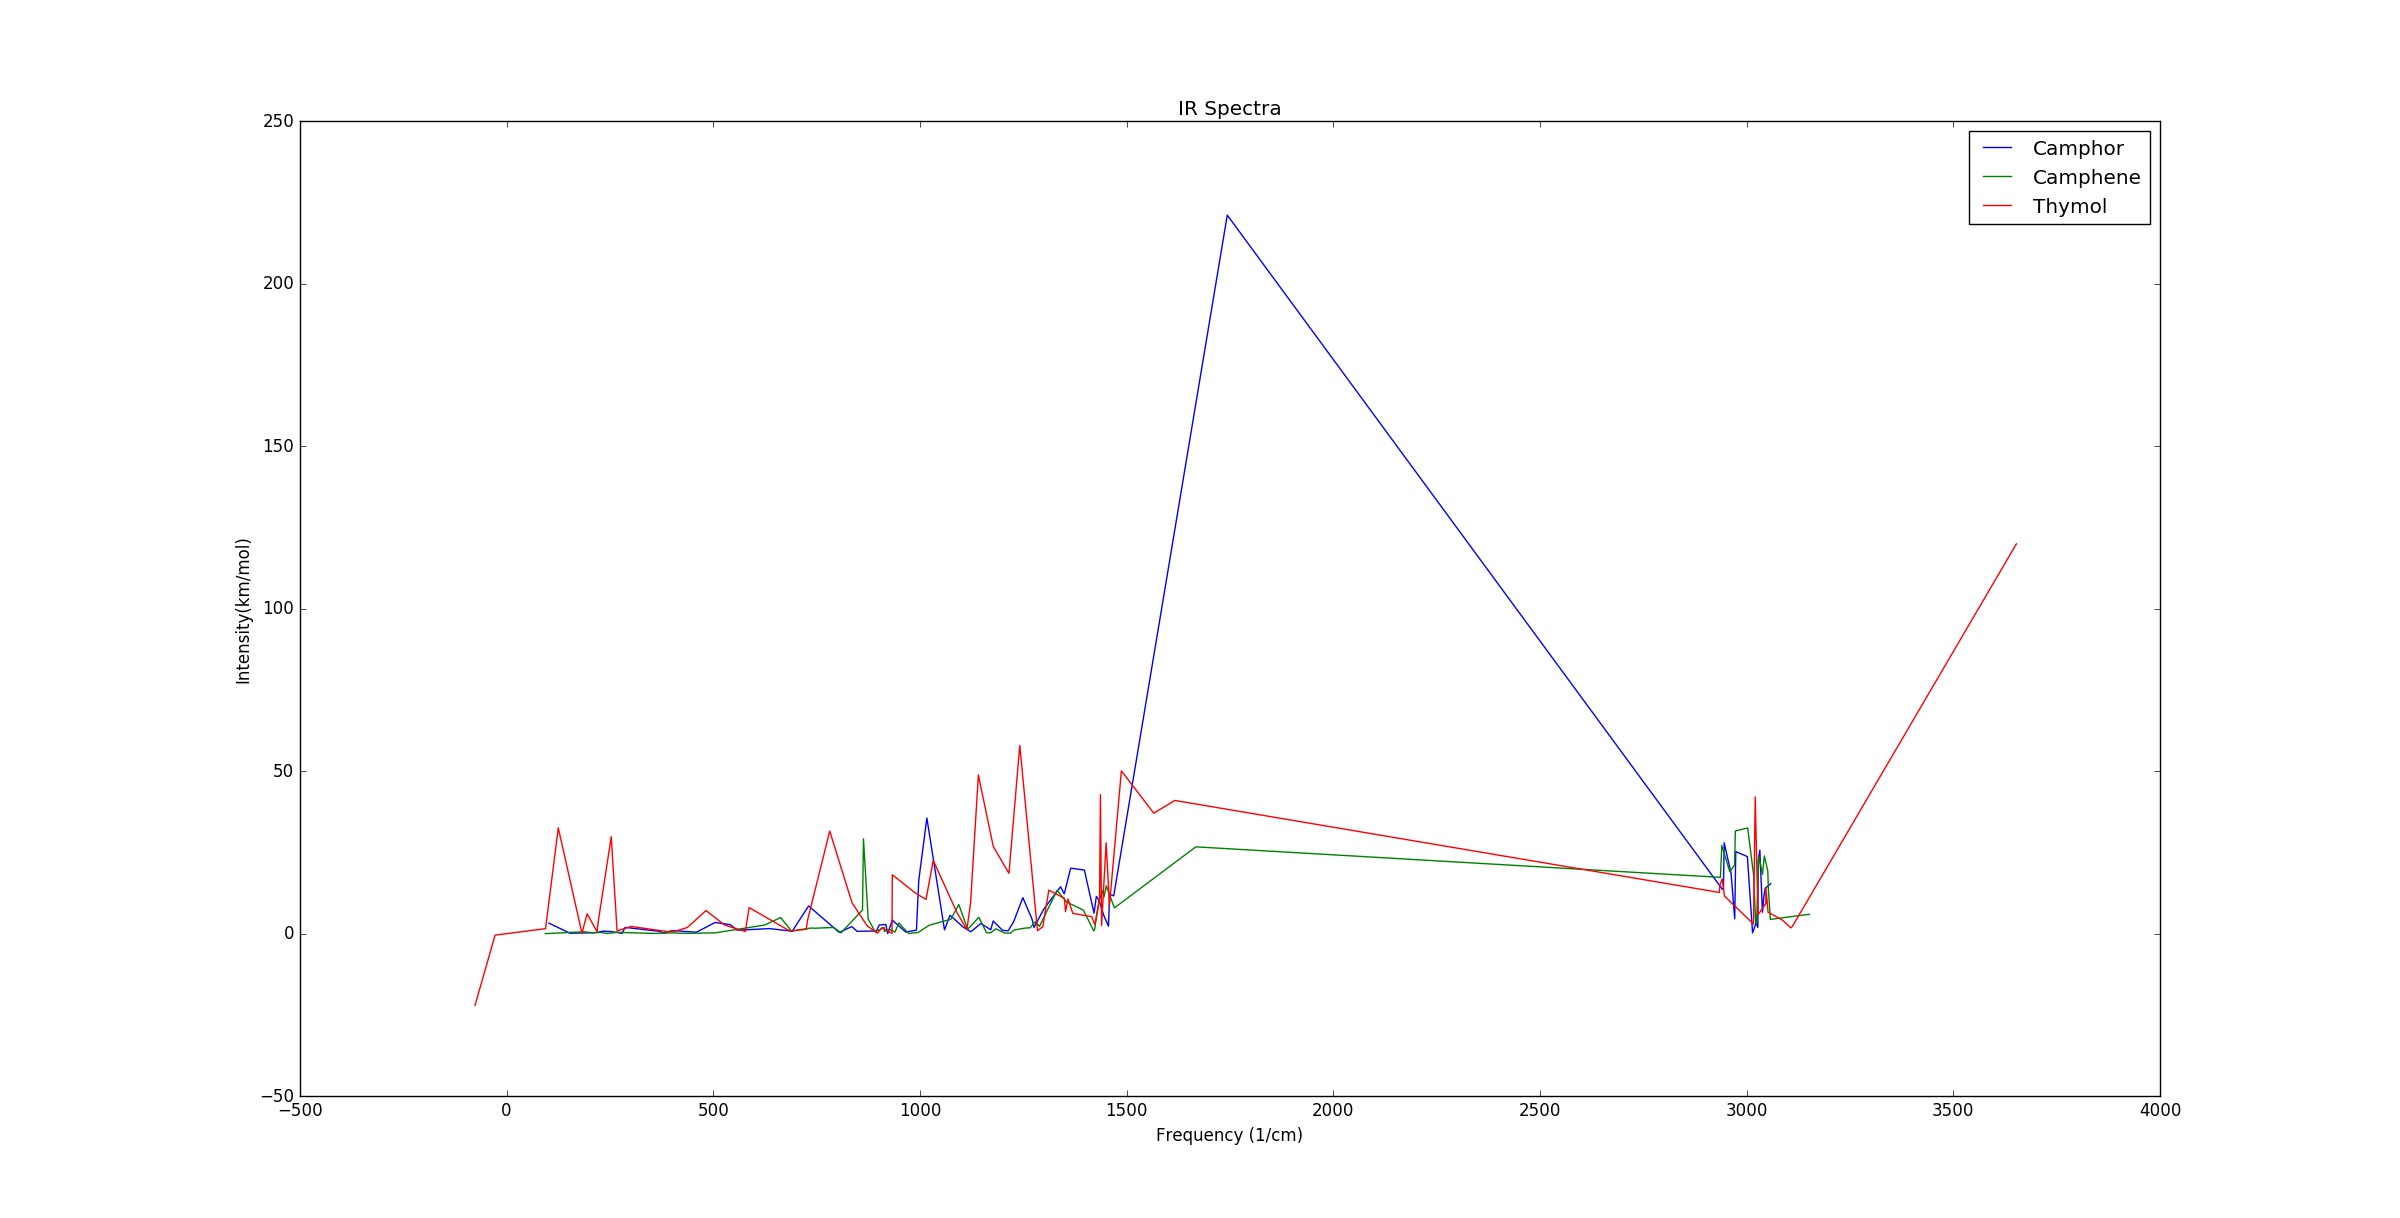 IR Spectra
250
200
150
100
50
0
−50
Intensity(km/mol)
Camphor
Camphene
Thymol
−500 0 500 1000 1500 2000 2500 3000 3500 4000
Frequency (1/cm)